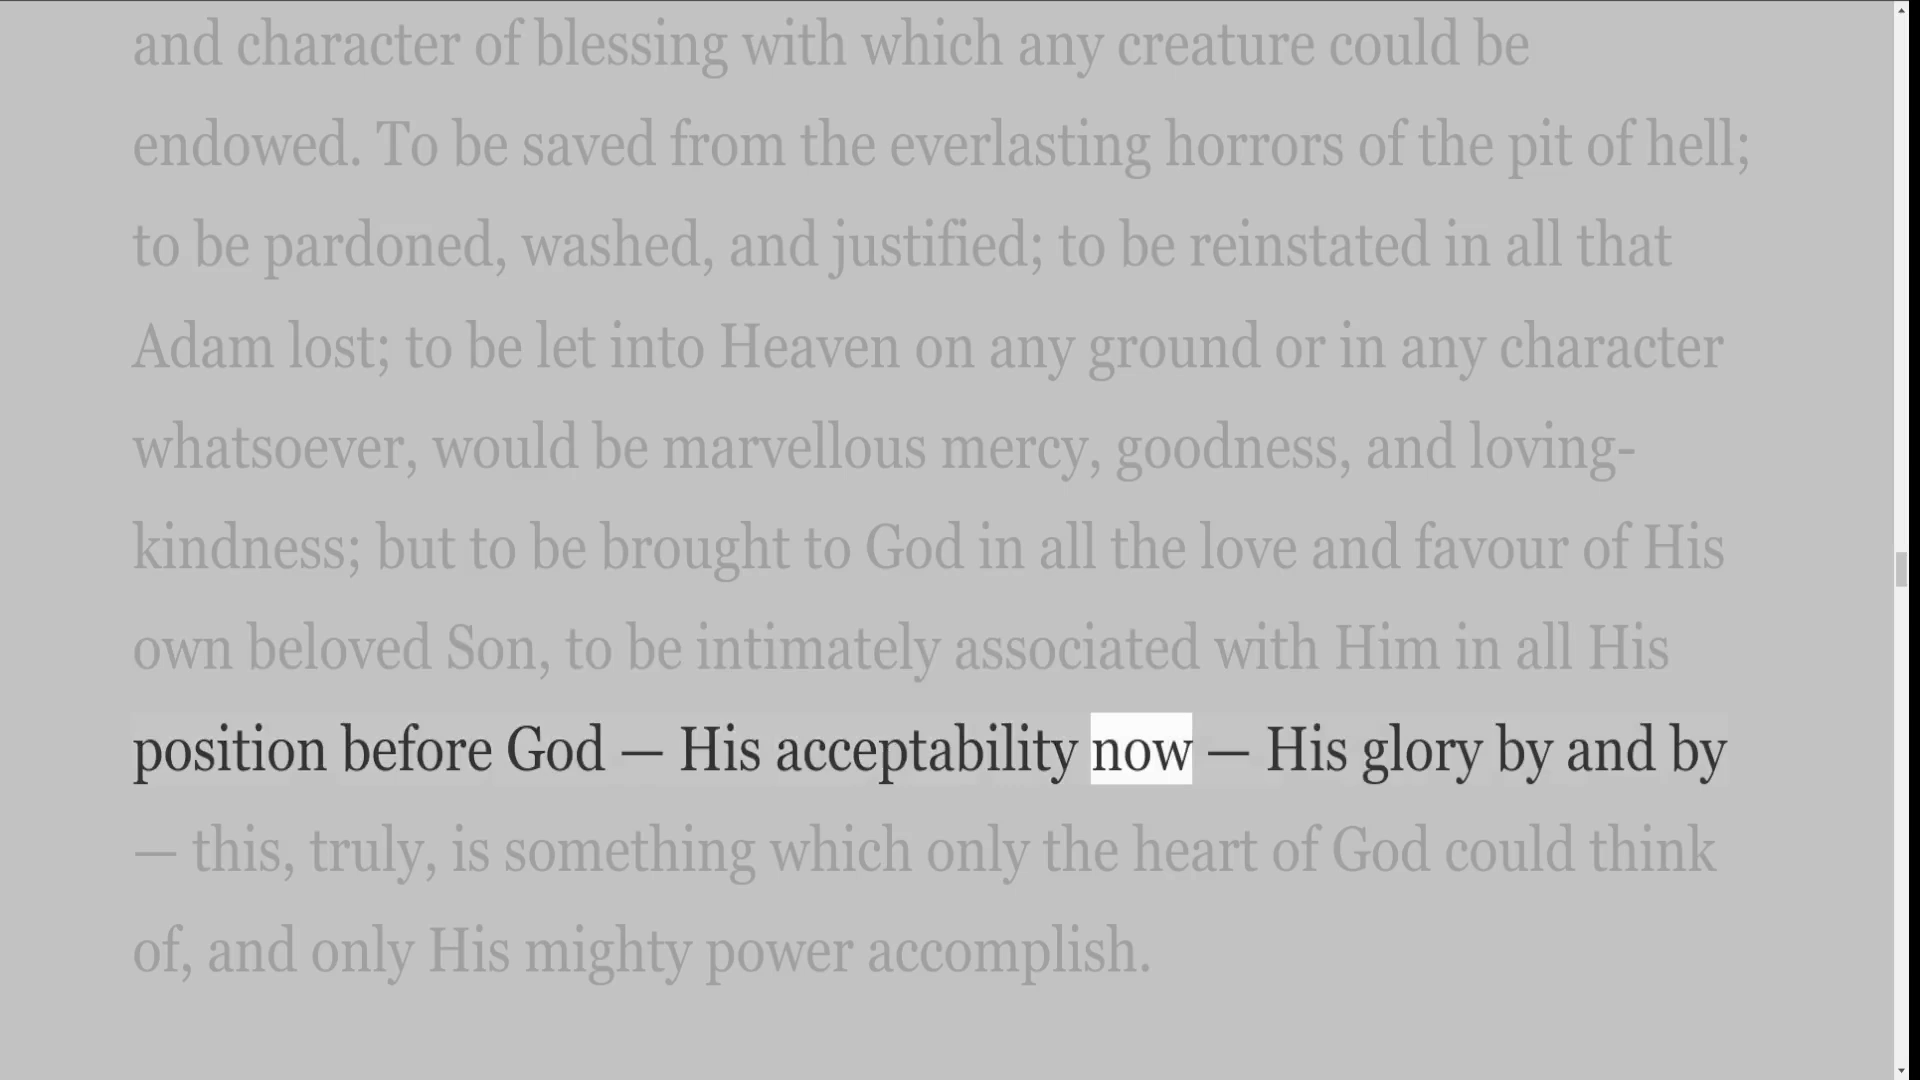 and character of blessing with which any creature could be
endowed. To be saved from the everlasting horrors of the pit of hell;
to be pardoned, washed, and justified; to be reinstated in all that
Adam lost; to be let into Heaven on any ground or in any character
whatsoever, would be marvellous mercy, goodness, and loving-
kindness; but to be brought to God in all the love and favour of His
own beloved Son, to be intimately associated with Him in all His
position before God — His acceptability now — His glory by and by
— this, truly, is something which only the heart of God could think
of, and only His mighty power accomplish.